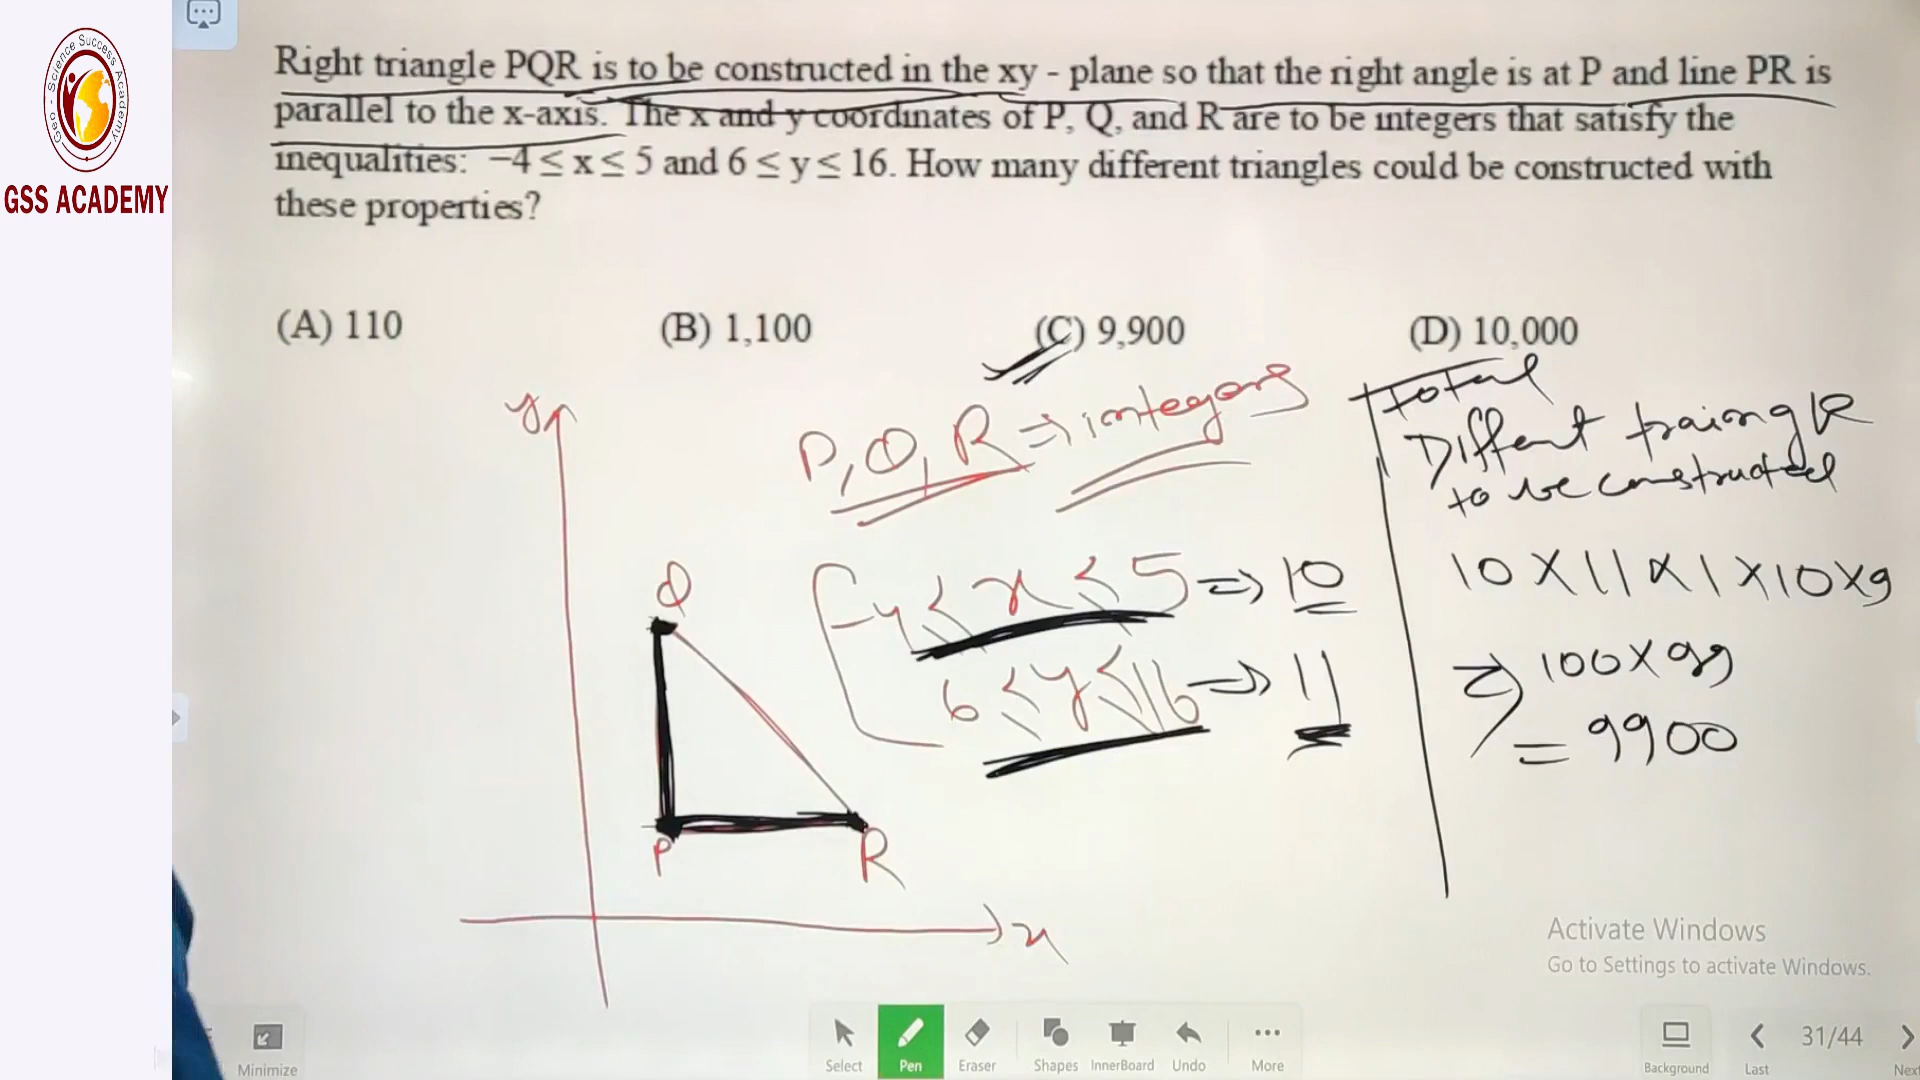 Geo - Science Success Academy
GSS ACADEMY
Right triangle PQR is to be constructed in the xy - plane so that the right angle is at P and line PR is
parallel to the x-axis. The x and y coordinates of P, Q, and R are to be integers that satisfy the
inequalities: −4 ≤ x ≤ 5 and 6 ≤ y ≤ 16. How many different triangles could be constructed with
these properties?
(A) 110 (B) 1,100 (C) 9,900 (D) 10,000
y
P, Q, R ⇒ integers
Total
Diffent traingle
to be constructed
Q
-4 ≤ x ≤ 5 ⇒ 10
10 X 11 X 1 X 10 X 9
6 ≤ y ≤ 16 ⇒ 11
⇒ 100 X 99
= 9900
P
R
x
Activate Windows
Go to Settings to activate Windows.
Minimize
Select Pen Eraser Shapes InnerBoard Undo More
Background Last 31/44 Nex